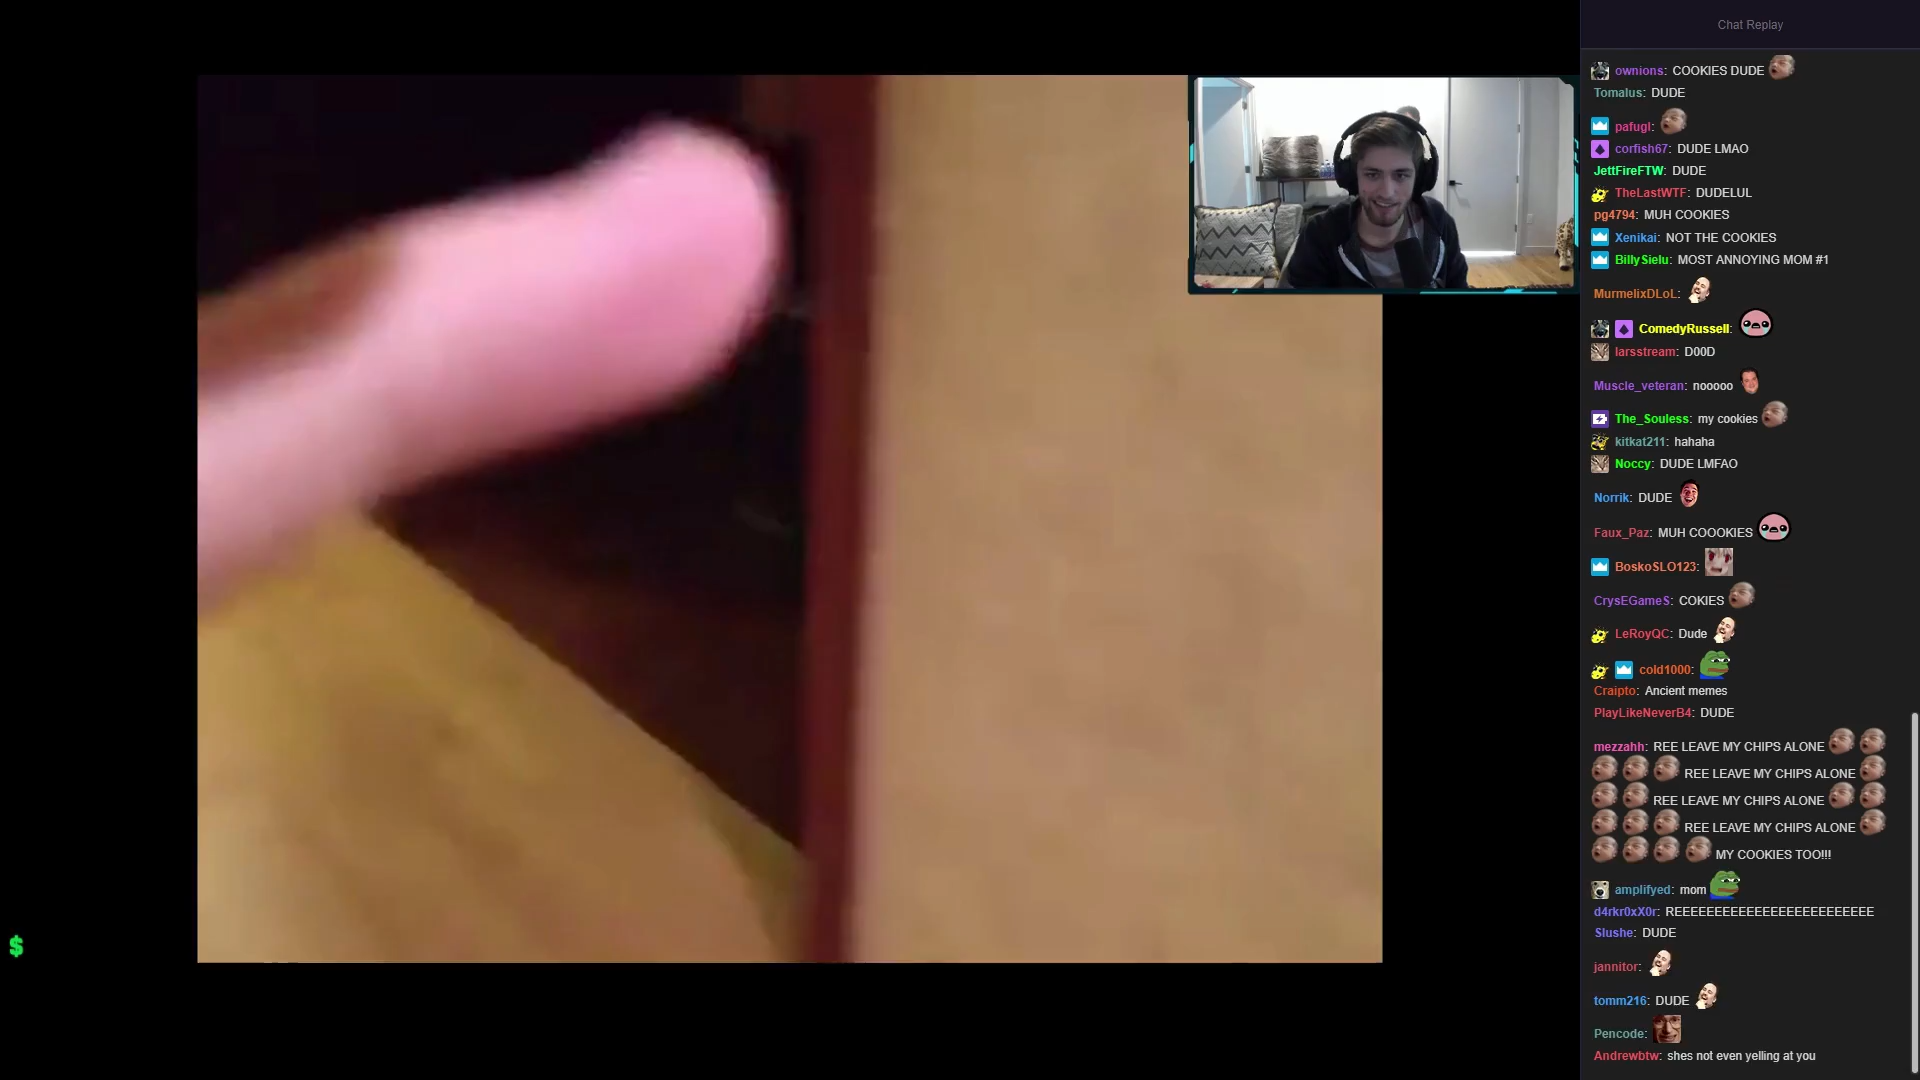 Chat Replay
ownions: COOKIES DUDE
Tomalus: DUDE
pafugl:
corfish67: DUDE LMAO
JettFireFTW: DUDE
TheLastWTF: DUDELUL
pg4794: MUH COOKIES
Xenikai: NOT THE COOKIES
BillySielu: MOST ANNOYING MOM #1
MurmelixDLoL:
ComedyRussell:
larsstream: D00D
Muscle_veteran: nooooo
The_Souless: my cookies
kitkat211: hahaha
Noccy: DUDE LMFAO
Norrik: DUDE
Faux_Paz: MUH COOOKIES
BoskoSLO123:
CrysEGameS: COKIES
LeRoyQC: Dude
cold1000:
Craipto: Ancient memes
PlayLikeNeverB4: DUDE
mezzahh: REE LEAVE MY CHIPS ALONE
REE LEAVE MY CHIPS ALONE
REE LEAVE MY CHIPS ALONE
REE LEAVE MY CHIPS ALONE
MY COOKIES TOO!!!
amplifyed: mom
d4rkr0xX0r: REEEEEEEEEEEEEEEEEEEEEEEEE
Slushe: DUDE
jannitor:
tomm216: DUDE
Pencode:
Andrewbtw: shes not even yelling at you
$